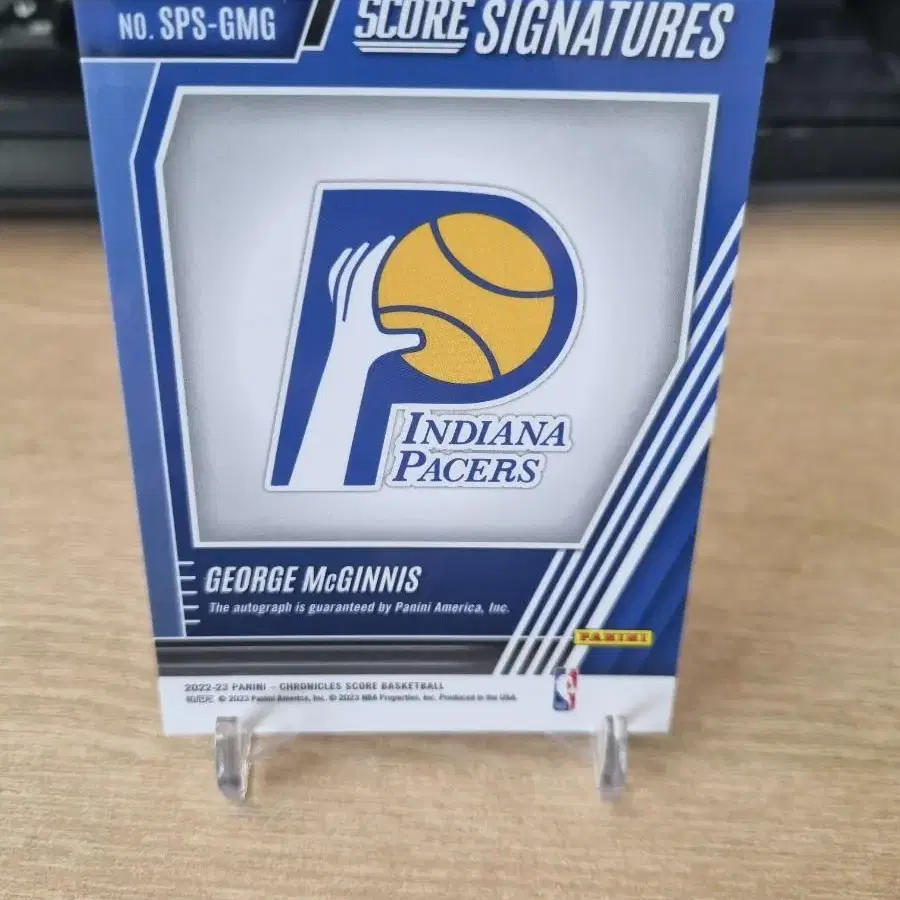 NO. SPS-GMG
SCORE SIGNATURES
INDIANA
PACERS
GEORGE McGINNIS
The autograph is guaranteed by Panini America, Inc.
PANINI
2022-23 PANINI - CHRONICLES SCORE BASKETBALL
© 2023 Panini America, Inc. © 2023 NBA Properties, Inc. Produced in the USA.